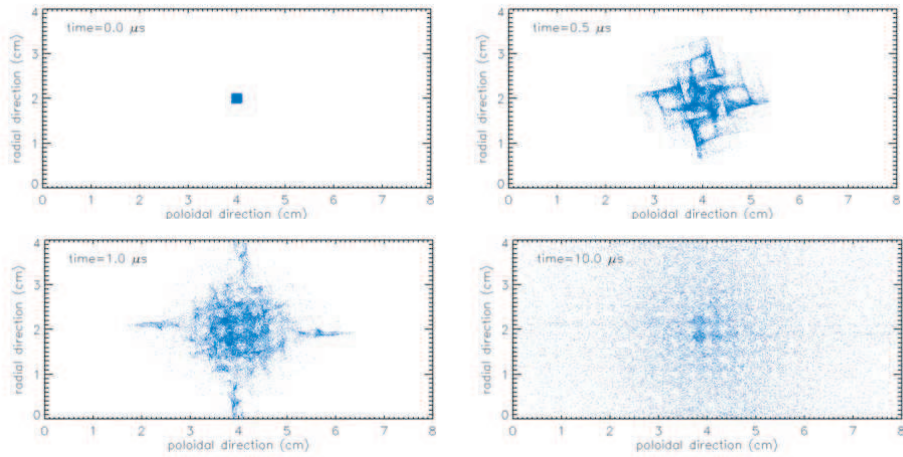 time=0.0 μs
radial direction (cm)
4
3
2
1
0
0 1 2 3 4 5 6 7 8
poloidal direction (cm)
time=0.5 μs
radial direction (cm)
4
3
2
1
0
0 1 2 3 4 5 6 7 8
poloidal direction (cm)
time=1.0 μs
radial direction (cm)
4
3
2
1
0
0 1 2 3 4 5 6 7 8
poloidal direction (cm)
time=10.0 μs
radial direction (cm)
4
3
2
1
0
0 1 2 3 4 5 6 7 8
poloidal direction (cm)